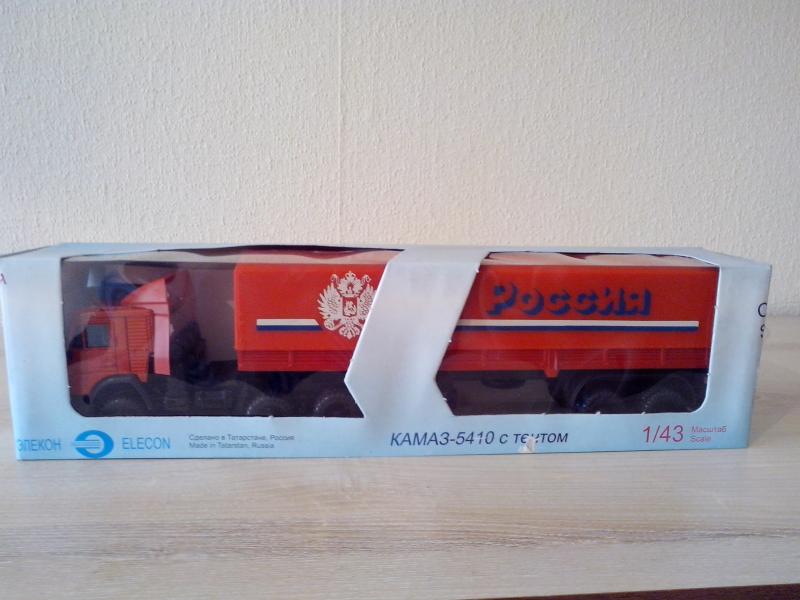 Россия
ЭЛЕКОН ELECON
Сделано в Татарстане, Россия
Made in Tatarstan, Russia
КАМАЗ-5410 с тентом
1/43 Масштаб
Scale